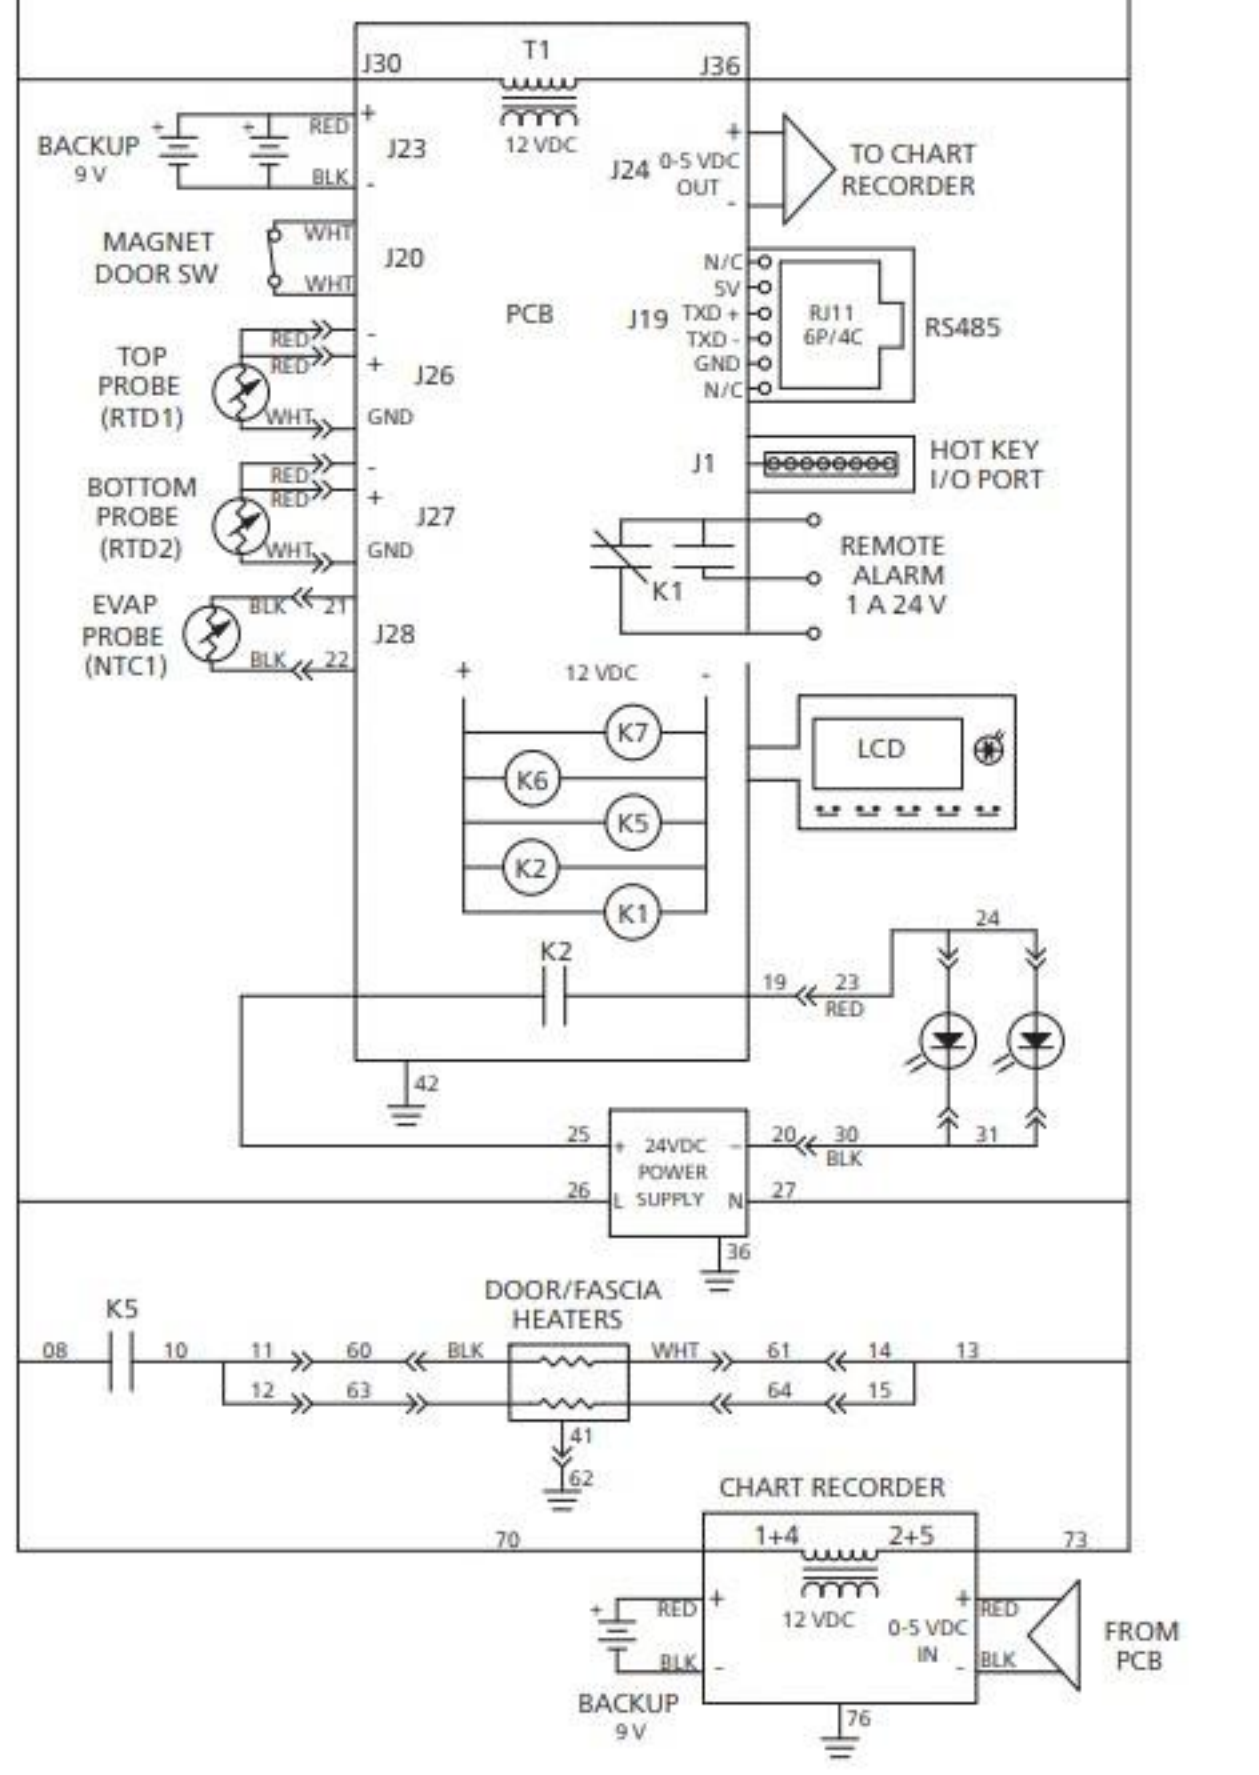 T1
J30
J36
+
RED
BACKUP
9 V
+
+
J23
12 VDC
BLK
-
+
J24
0-5 VDC
OUT
-
TO CHART
RECORDER
MAGNET
DOOR SW
WHT
WHT
J20
PCB
N/C
5V
TXD +
TXD -
GND
N/C
J19
RJ11
6P/4C
RS485
TOP
PROBE
(RTD1)
RED
RED
WHT
-
+
GND
J26
J1
HOT KEY
I/O PORT
BOTTOM
PROBE
(RTD2)
RED
RED
WHT
-
+
GND
J27
K1
REMOTE
ALARM
1 A 24 V
EVAP
PROBE
(NTC1)
BLK
21
BLK
22
J28
+
12 VDC
-
K7
K6
K5
K2
K1
LCD
K2
19
23
RED
24
42
25
+
24VDC
POWER
SUPPLY
-
20
30
BLK
31
26
L
N
27
36
DOOR/FASCIA
HEATERS
K5
08
10
11
60
BLK
WHT
61
14
13
12
63
64
15
41
62
CHART RECORDER
70
1+4
2+5
73
+
RED
+
12 VDC
+
RED
0-5 VDC
IN
BLK
-
-
BLK
BACKUP
9 V
FROM
PCB
76